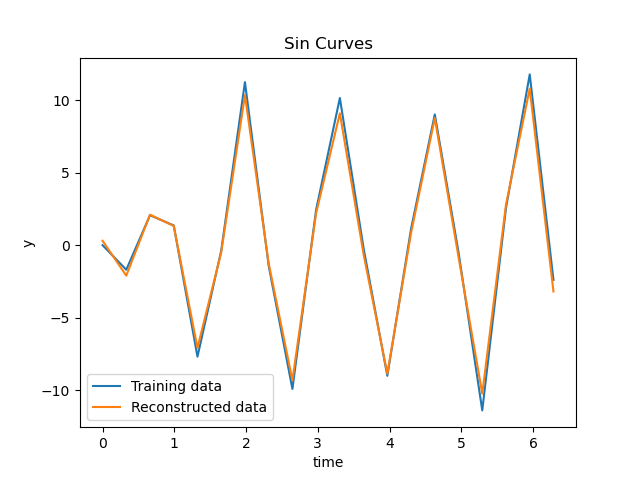 Sin Curves
10
5
0
−5
−10
y
Training data
Reconstructed data
0 1 2 3 4 5 6
time